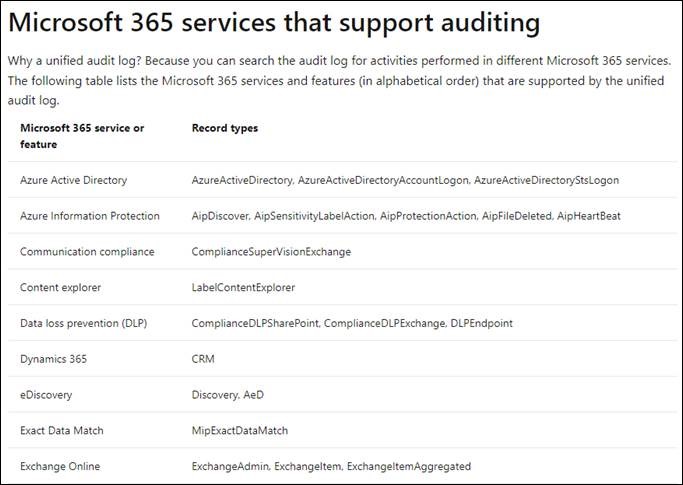 Microsoft 365 services that support auditing
Why a unified audit log? Because you can search the audit log for activities performed in different Microsoft 365 services.
The following table lists the Microsoft 365 services and features (in alphabetical order) that are supported by the unified
audit log.
Microsoft 365 service or feature Record types
Azure Active Directory AzureActiveDirectory, AzureActiveDirectoryAccountLogon, AzureActiveDirectoryStsLogon
Azure Information Protection AipDiscover, AipSensitivityLabelAction, AipProtectionAction, AipFileDeleted, AipHeartBeat
Communication compliance ComplianceSuperVisionExchange
Content explorer LabelContentExplorer
Data loss prevention (DLP) ComplianceDLPSharePoint, ComplianceDLPExchange, DLPEndpoint
Dynamics 365 CRM
eDiscovery Discovery, AeD
Exact Data Match MipExactDataMatch
Exchange Online ExchangeAdmin, ExchangeItem, ExchangeItemAggregated